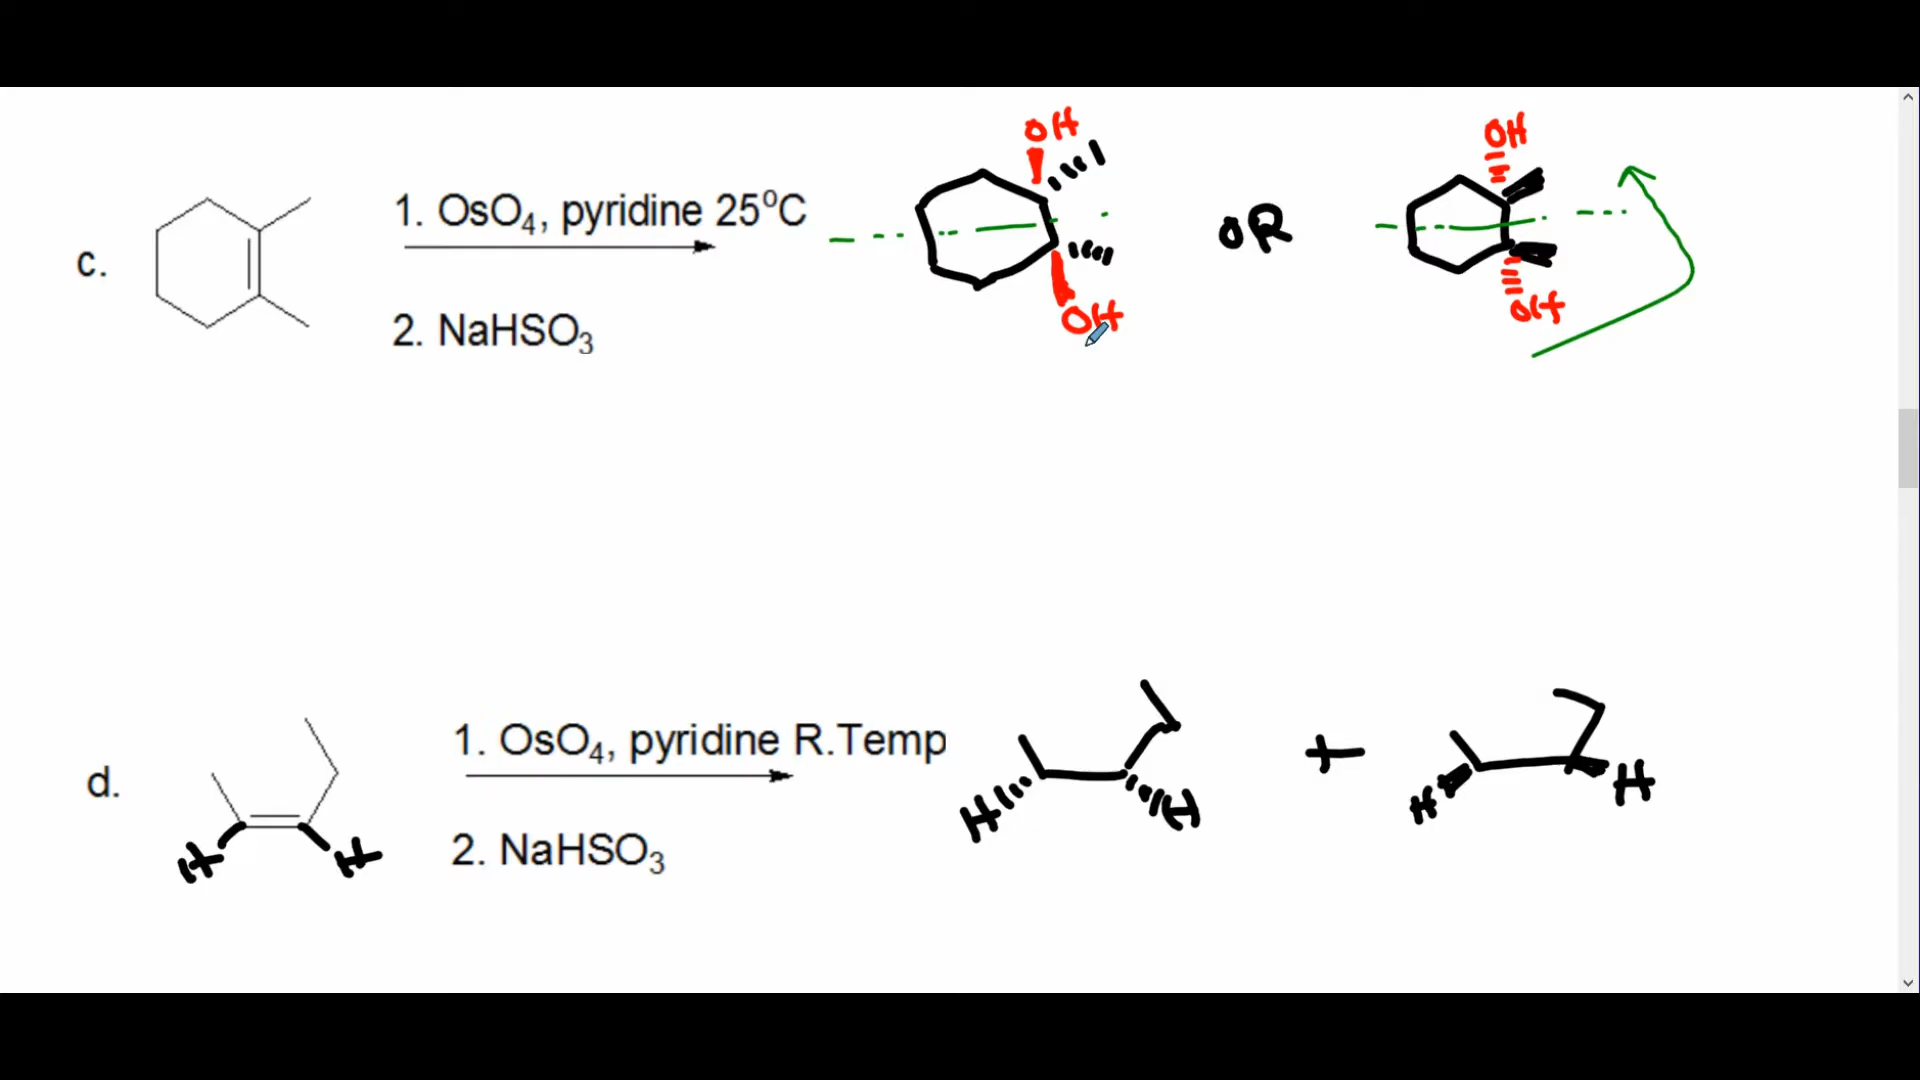 c.
1. OsO4, pyridine 25°C
2. NaHSO3
OH
OH
OR
OH
OH
d.
H H
1. OsO4, pyridine R.Temp
2. NaHSO3
H H
+
H H